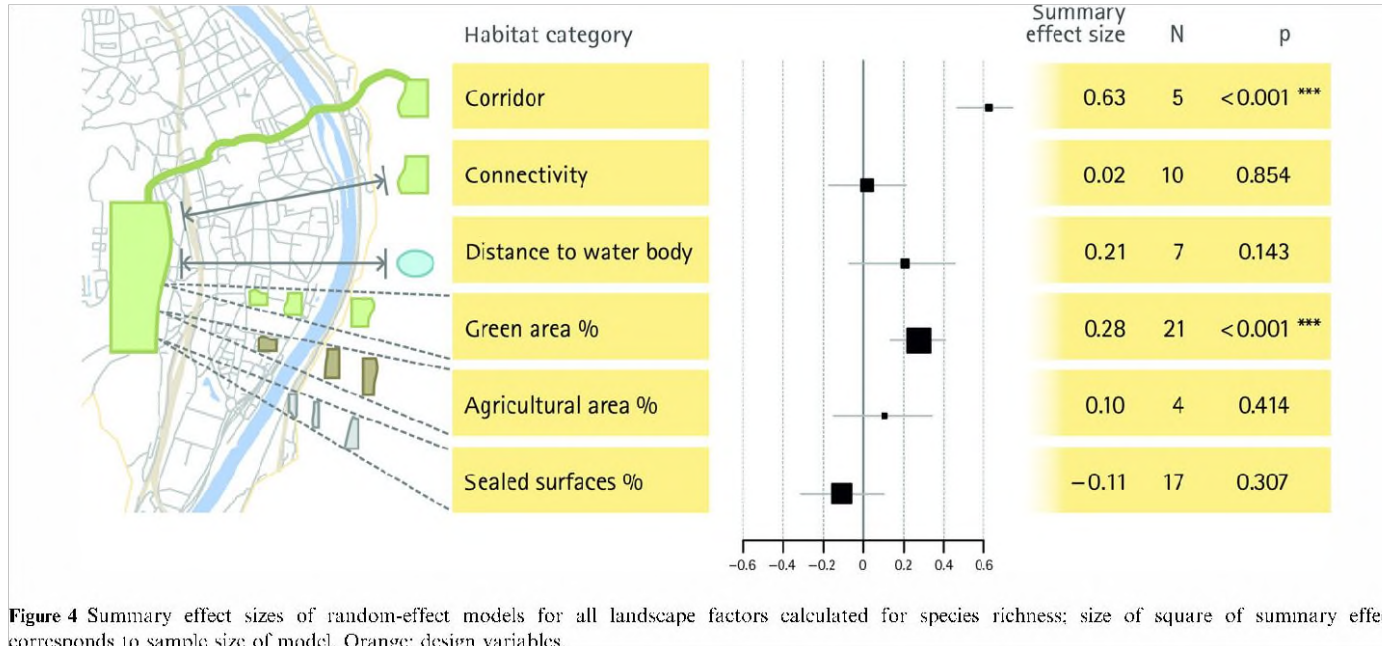 Habitat category Summary effect size N p
Corridor 0.63 5 <0.001 ***
Connectivity 0.02 10 0.854
Distance to water body 0.21 7 0.143
Green area % 0.28 21 <0.001 ***
Agricultural area % 0.10 4 0.414
Sealed surfaces % −0.11 17 0.307
−0.6 −0.4 −0.2 0 0.2 0.4 0.6
Figure 4 Summary effect sizes of random-effect models for all landscape factors calculated for species richness; size of square of summary effe
corresponds to sample size of model. Orange: design variables.